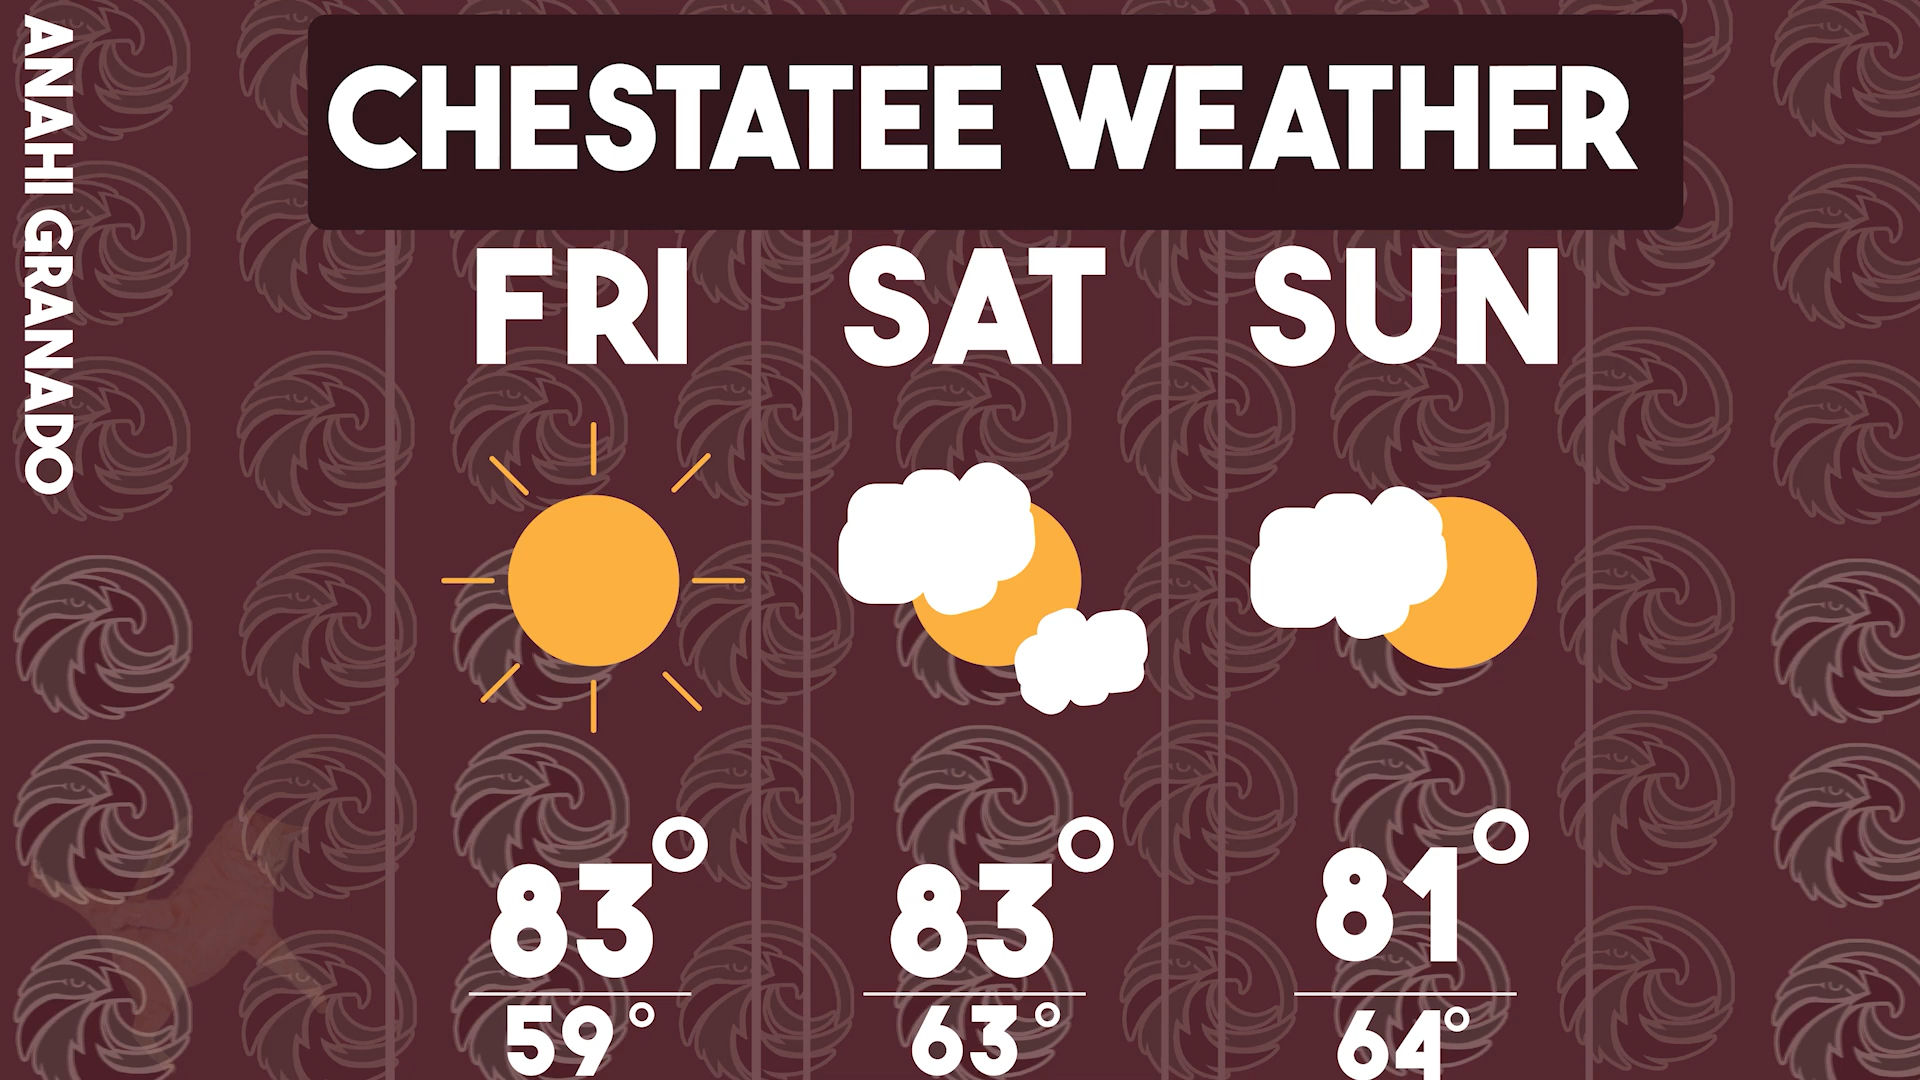 ANAHI GRANADO
CHESTATEE WEATHER
FRI SAT SUN
83° 83° 81°
59° 63° 64°